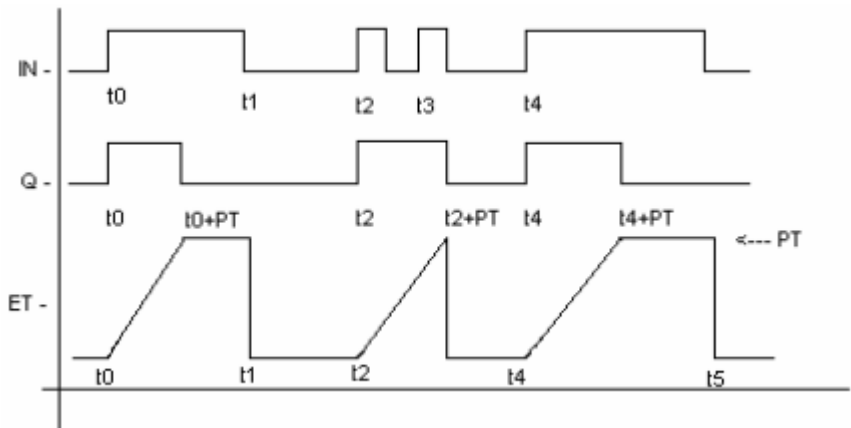 IN -
t0 t1 t2 t3 t4
Q -
t0 t0+PT t2 t2+PT t4 t4+PT <--- PT
ET -
t0 t1 t2 t4 t5